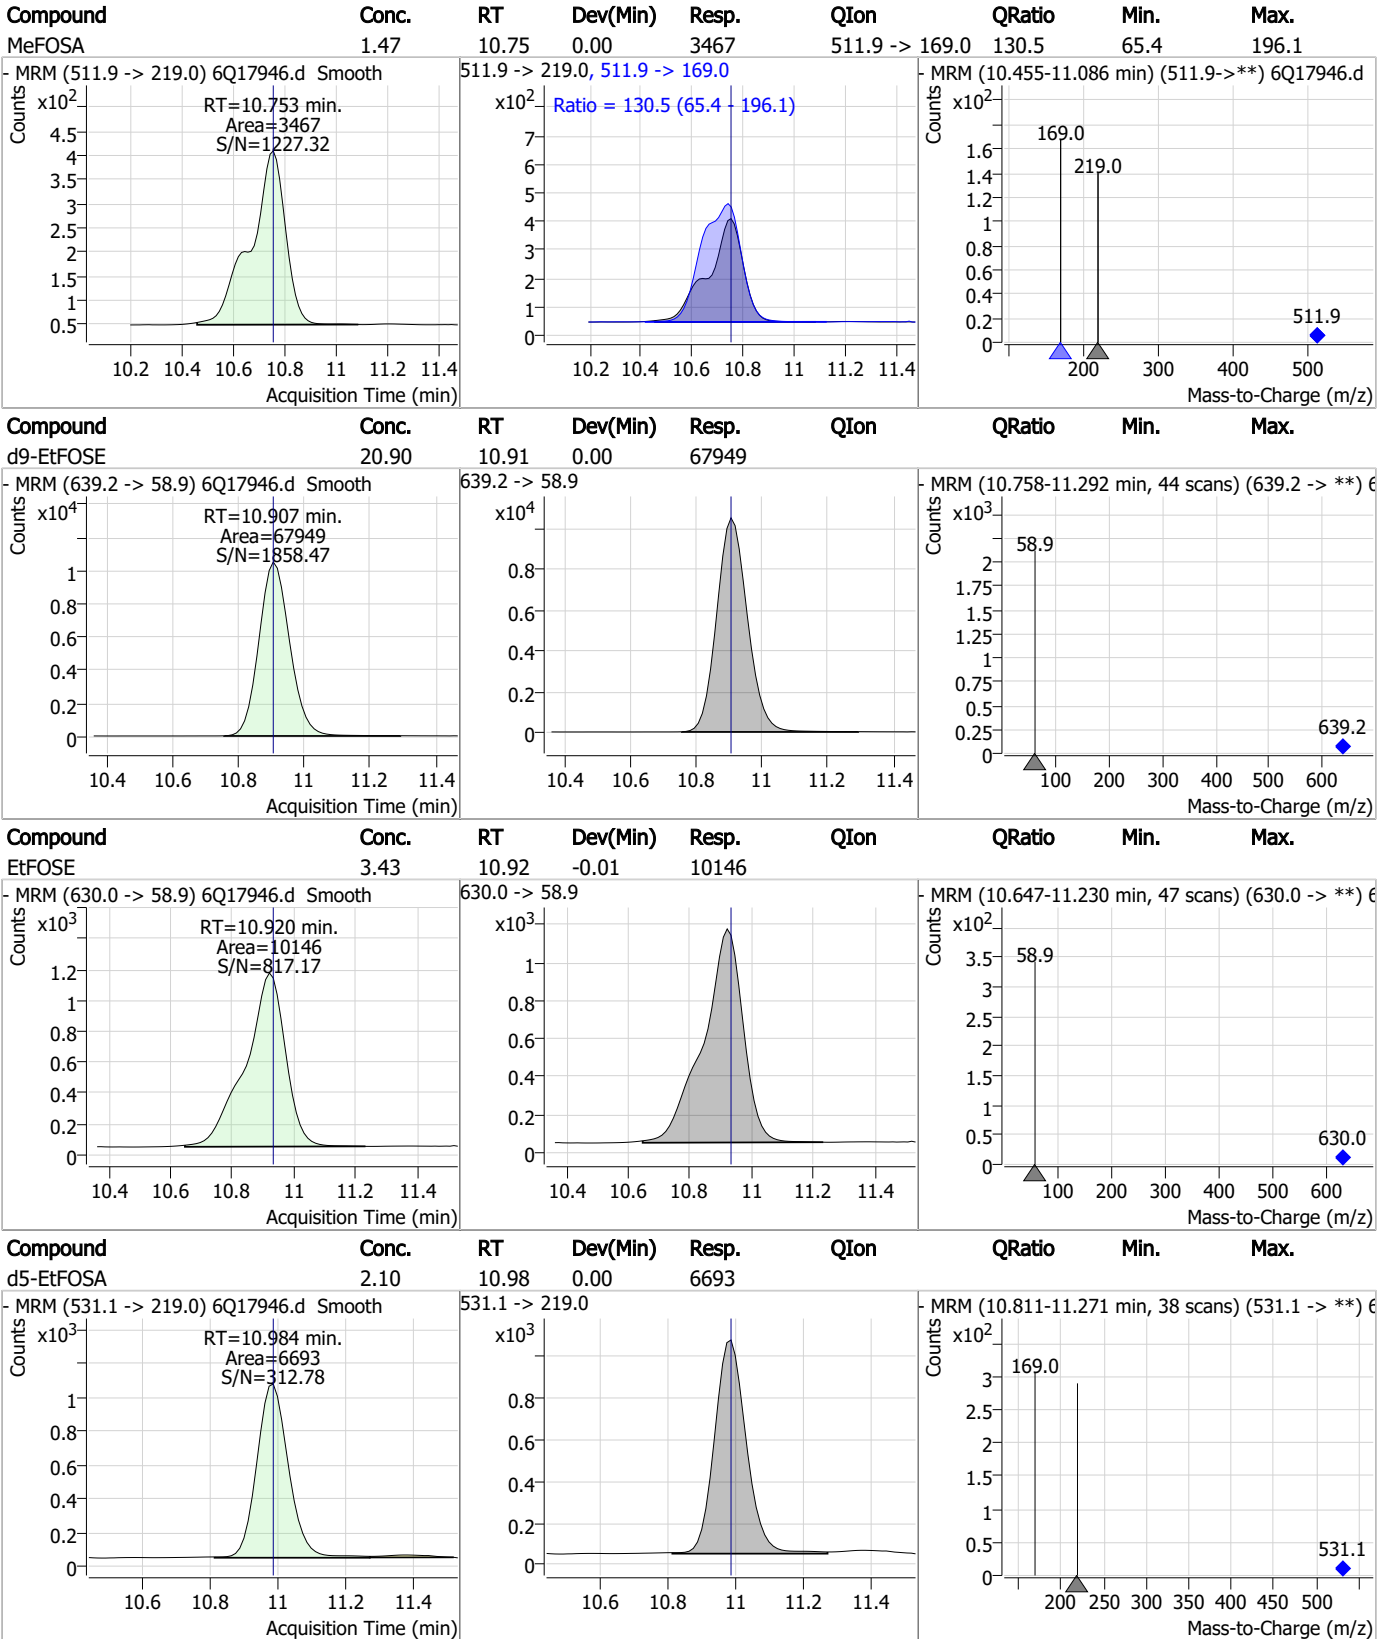 Compound Conc. RT Dev(Min) Resp. QIon QRatio Min. Max.
MeFOSA 1.47 10.75 0.00 3467 511.9 -> 169.0 130.5 65.4 196.1
- MRM (511.9 -> 219.0) 6Q17946.d Smooth
Counts
x10²
RT=10.753 min.
Area=3467
S/N=1227.32
4.5
4
3.5
3
2.5
2
1.5
1
0.5
10.2 10.4 10.6 10.8 11 11.2 11.4
Acquisition Time (min)
511.9 -> 219.0, 511.9 -> 169.0
x10²
Ratio = 130.5 (65.4 - 196.1)
7
6
5
4
3
2
1
0
10.2 10.4 10.6 10.8 11 11.2 11.4
- MRM (10.455-11.086 min) (511.9->**) 6Q17946.d
Counts
x10²
169.0
219.0
511.9
1.6
1.4
1.2
1
0.8
0.6
0.4
0.2
0
200 300 400 500
Mass-to-Charge (m/z)
Compound Conc. RT Dev(Min) Resp. QIon QRatio Min. Max.
d9-EtFOSE 20.90 10.91 0.00 67949
- MRM (639.2 -> 58.9) 6Q17946.d Smooth
Counts
x10⁴
RT=10.907 min.
Area=67949
S/N=1858.47
1
0.8
0.6
0.4
0.2
0
10.4 10.6 10.8 11 11.2 11.4
Acquisition Time (min)
639.2 -> 58.9
x10⁴
0.8
0.6
0.4
0.2
0
10.4 10.6 10.8 11 11.2 11.4
- MRM (10.758-11.292 min, 44 scans) (639.2 -> **) 6
Counts
x10³
58.9
639.2
2
1.75
1.5
1.25
1
0.75
0.5
0.25
0
100 200 300 400 500 600
Mass-to-Charge (m/z)
Compound Conc. RT Dev(Min) Resp. QIon QRatio Min. Max.
EtFOSE 3.43 10.92 -0.01 10146
- MRM (630.0 -> 58.9) 6Q17946.d Smooth
Counts
x10³
RT=10.920 min.
Area=10146
S/N=817.17
1.2
1
0.8
0.6
0.4
0.2
0
10.4 10.6 10.8 11 11.2 11.4
Acquisition Time (min)
630.0 -> 58.9
x10³
1
0.8
0.6
0.4
0.2
0
10.4 10.6 10.8 11 11.2 11.4
- MRM (10.647-11.230 min, 47 scans) (630.0 -> **) 6
Counts
x10²
58.9
630.0
3.5
3
2.5
2
1.5
1
0.5
0
100 200 300 400 500 600
Mass-to-Charge (m/z)
Compound Conc. RT Dev(Min) Resp. QIon QRatio Min. Max.
d5-EtFOSA 2.10 10.98 0.00 6693
- MRM (531.1 -> 219.0) 6Q17946.d Smooth
Counts
x10³
RT=10.984 min.
Area=6693
S/N=312.78
1
0.8
0.6
0.4
0.2
0
10.6 10.8 11 11.2 11.4
Acquisition Time (min)
531.1 -> 219.0
x10³
0.8
0.6
0.4
0.2
0
10.6 10.8 11 11.2 11.4
- MRM (10.811-11.271 min, 38 scans) (531.1 -> **) 6
Counts
x10²
169.0
531.1
3
2.5
2
1.5
1
0.5
0
200 250 300 350 400 450 500
Mass-to-Charge (m/z)